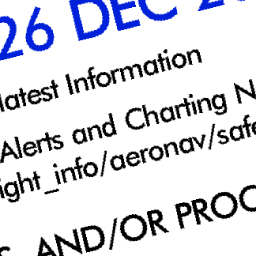 26 DEC 2
latest Information
Alerts and Charting N
ight_info/aeronav/safe
S, AND/OR PROC